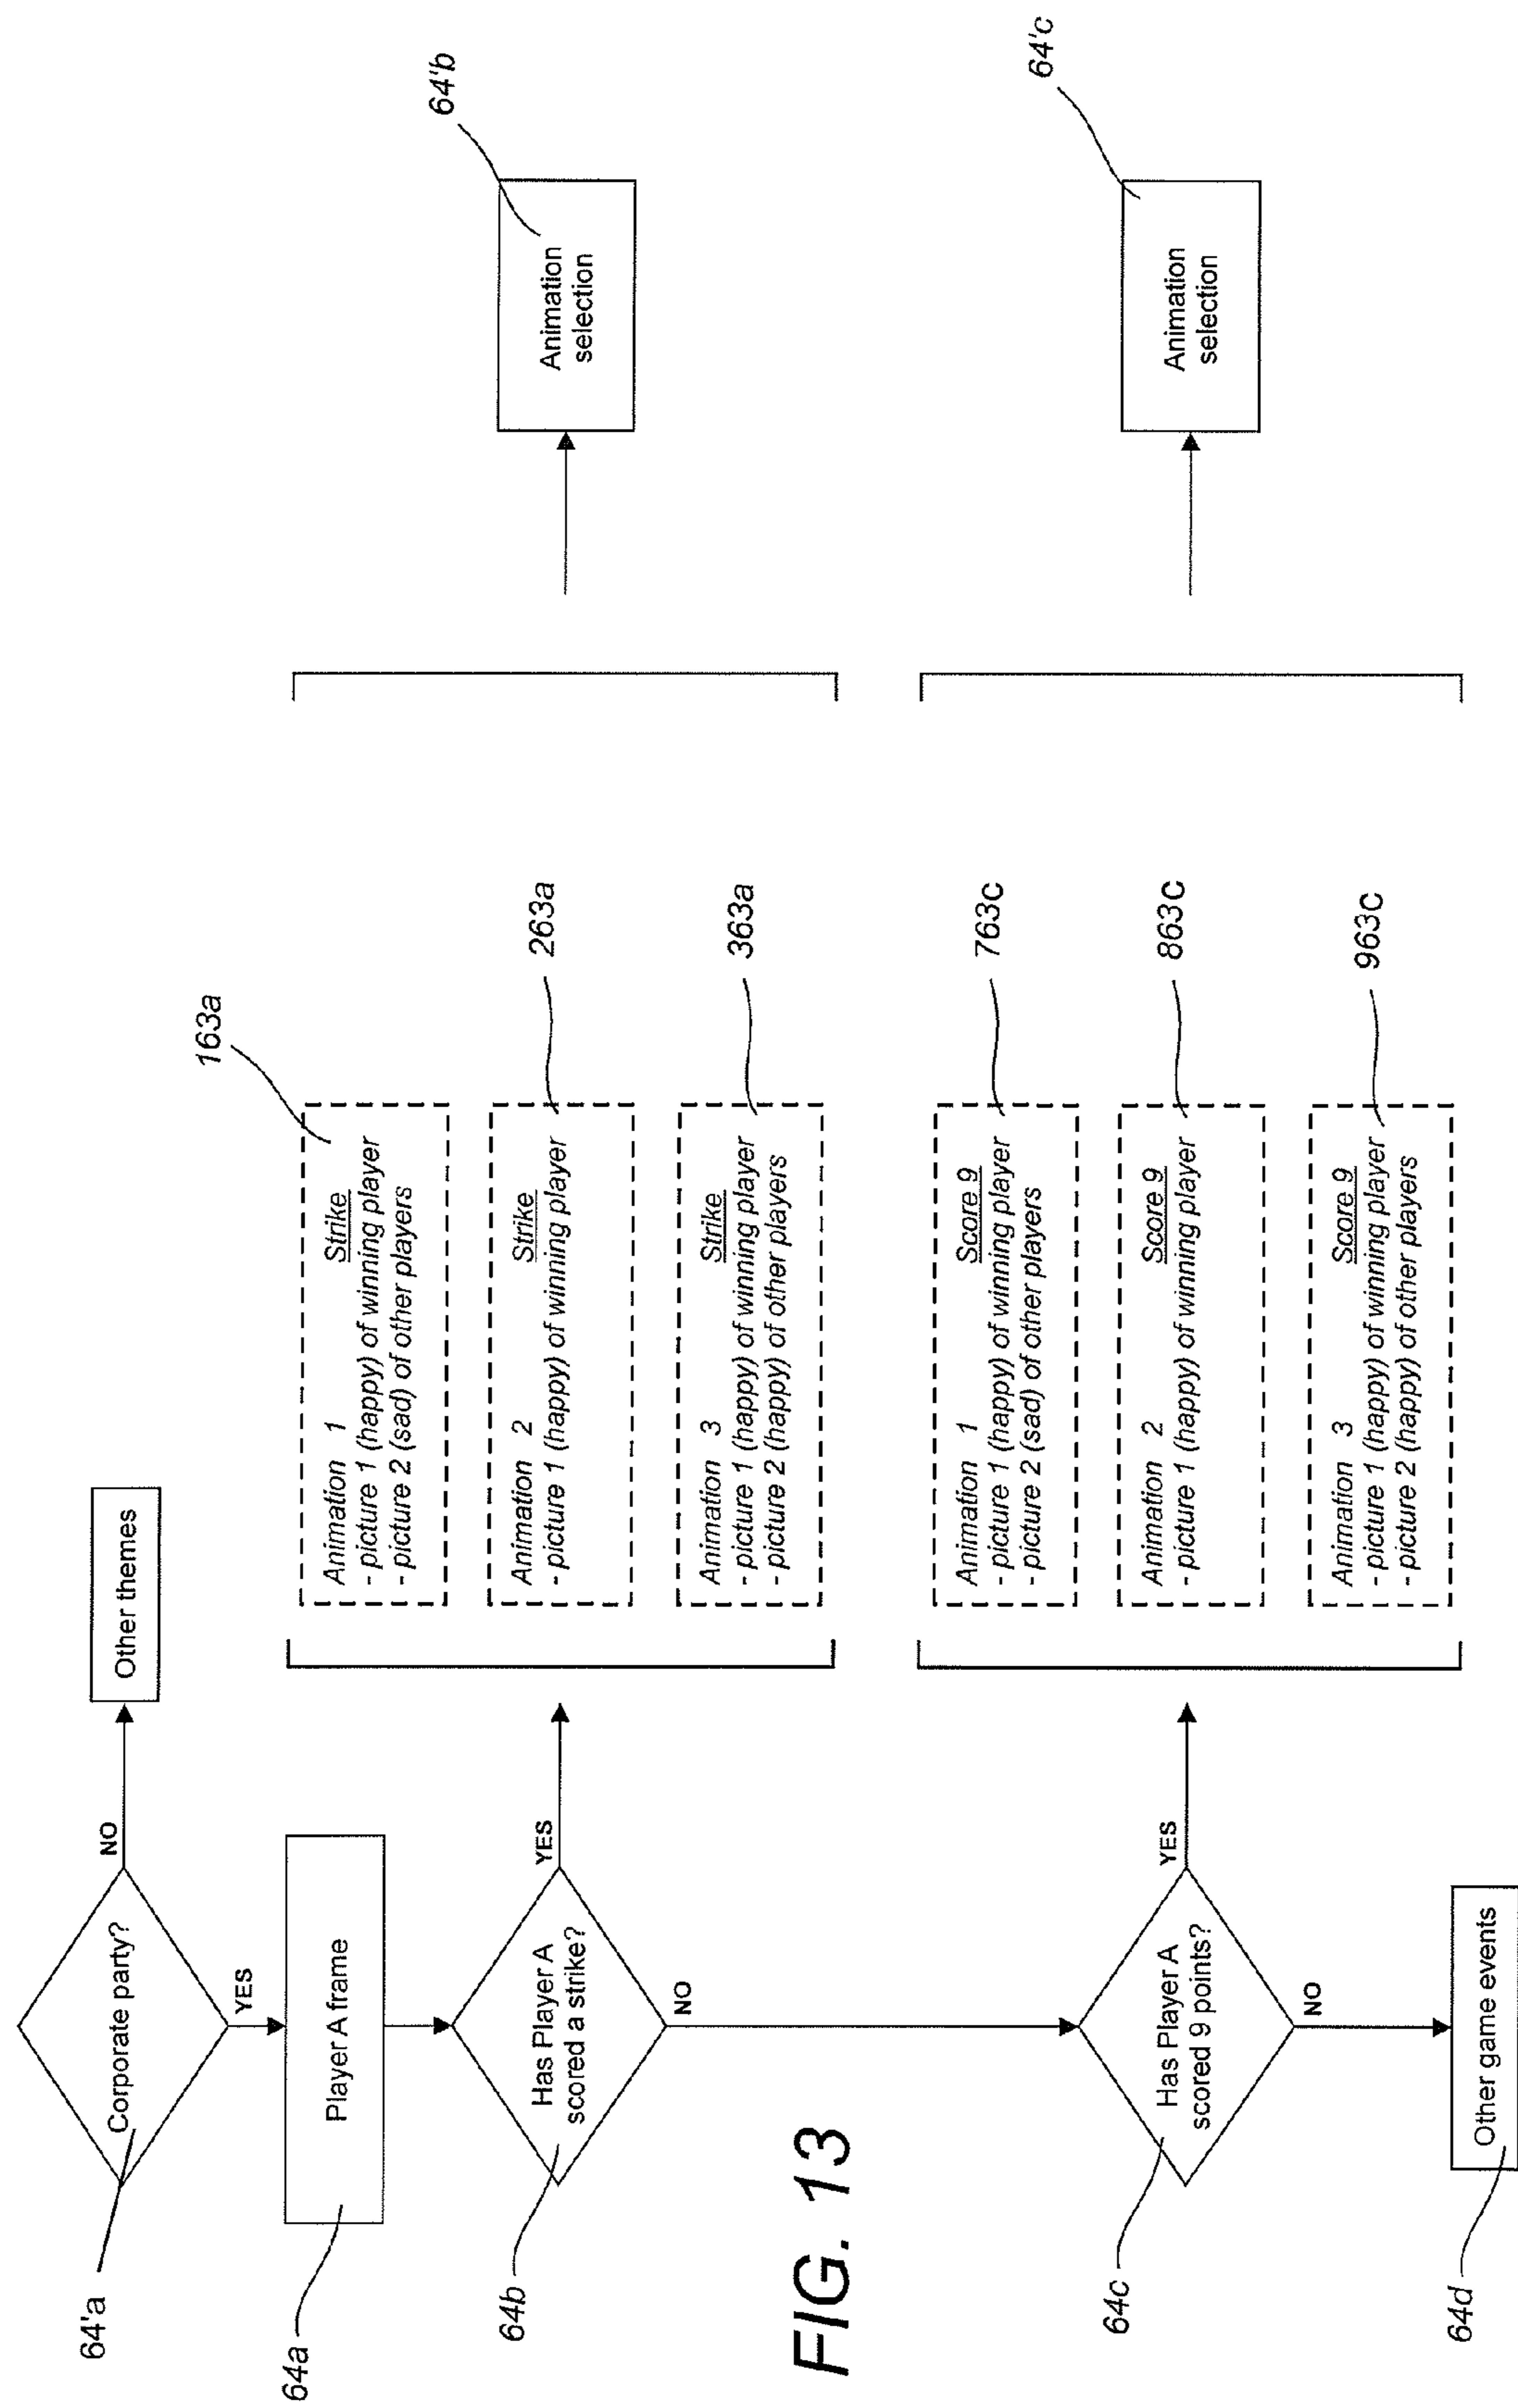 64'a
Corporate party?
NO
Other themes
YES
64a
Player A frame
64b
Has Player A
scored a strike?
YES
NO
163a
Animation 1 Strike
- picture 1 (happy) of winning player
- picture 2 (sad) of other players
263a
Animation 2 Strike
- picture 1 (happy) of winning player
363a
Animation 3 Strike
- picture 1 (happy) of winning player
- picture 2 (happy) of other players
64'b
Animation
selection
64c
Has Player A
scored 9 points?
YES
NO
763c
Animation 1 Score 9
- picture 1 (happy) of winning player
- picture 2 (sad) of other players
863c
Animation 2 Score 9
- picture 1 (happy) of winning player
963c
Animation 3 Score 9
- picture 1 (happy) of winning player
- picture 2 (happy) of other players
64'c
Animation
selection
64d
Other game events
FIG. 13